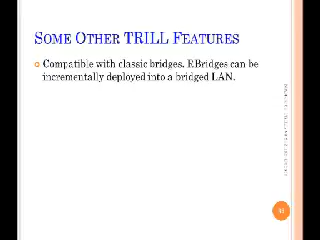 SOME OTHER TRILL FEATURES
Compatible with classic bridges. RBridges can be
incrementally deployed into a bridged LAN.